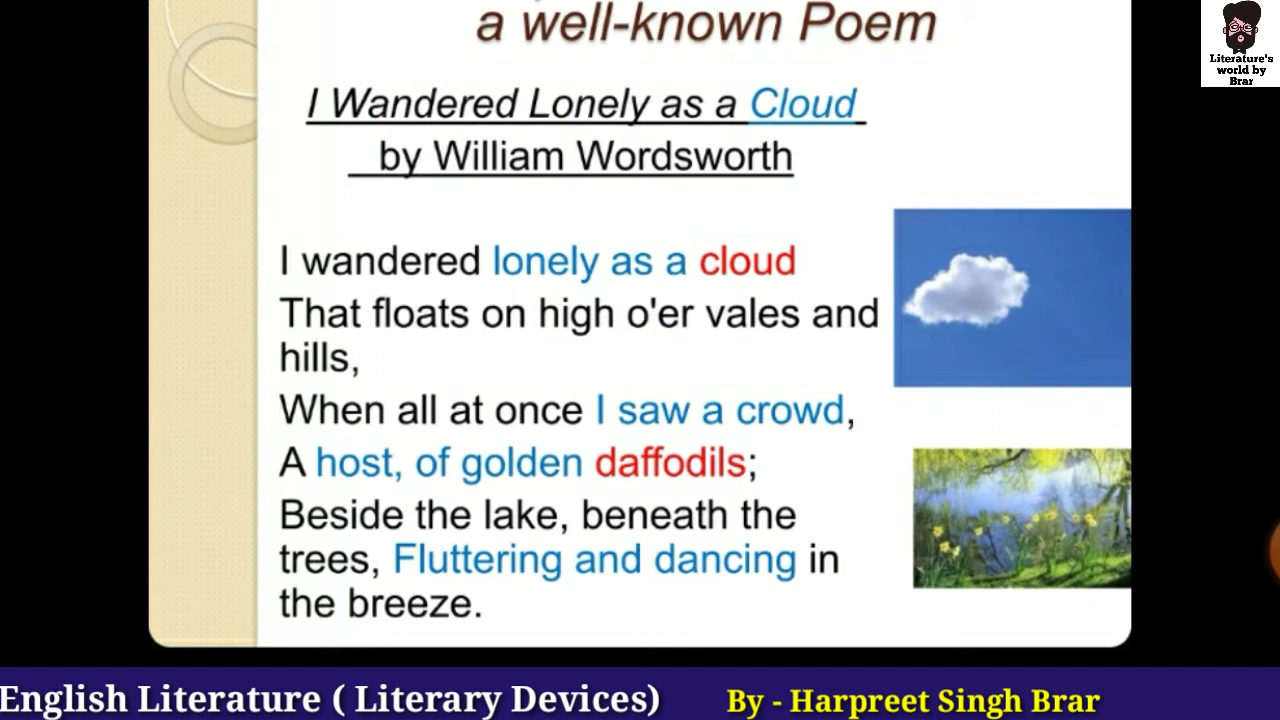 a well-known Poem
Literature's
world by
Brar
I Wandered Lonely as a Cloud
by William Wordsworth
I wandered lonely as a cloud
That floats on high o'er vales and
hills,
When all at once I saw a crowd,
A host, of golden daffodils;
Beside the lake, beneath the
trees, Fluttering and dancing in
the breeze.
English Literature ( Literary Devices)
By - Harpreet Singh Brar